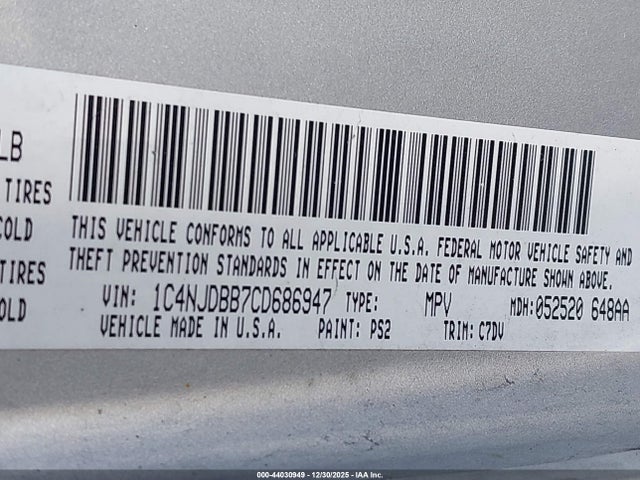 LB
TIRES
COLD
TIRES
OLD
THIS VEHICLE CONFORMS TO ALL APPLICABLE U.S.A. FEDERAL MOTOR VEHICLE SAFETY AND
THEFT PREVENTION STANDARDS IN EFFECT ON THE DATE OF MANUFACTURE SHOWN ABOVE.
VIN: 1C4NJDBB7CD686947 TYPE: MPV MDH:052520 648AA
VEHICLE MADE IN U.S.A. PAINT: PS2 TRIM: C7DV
000-44030949 - 12/30/2025 - IAA Inc.